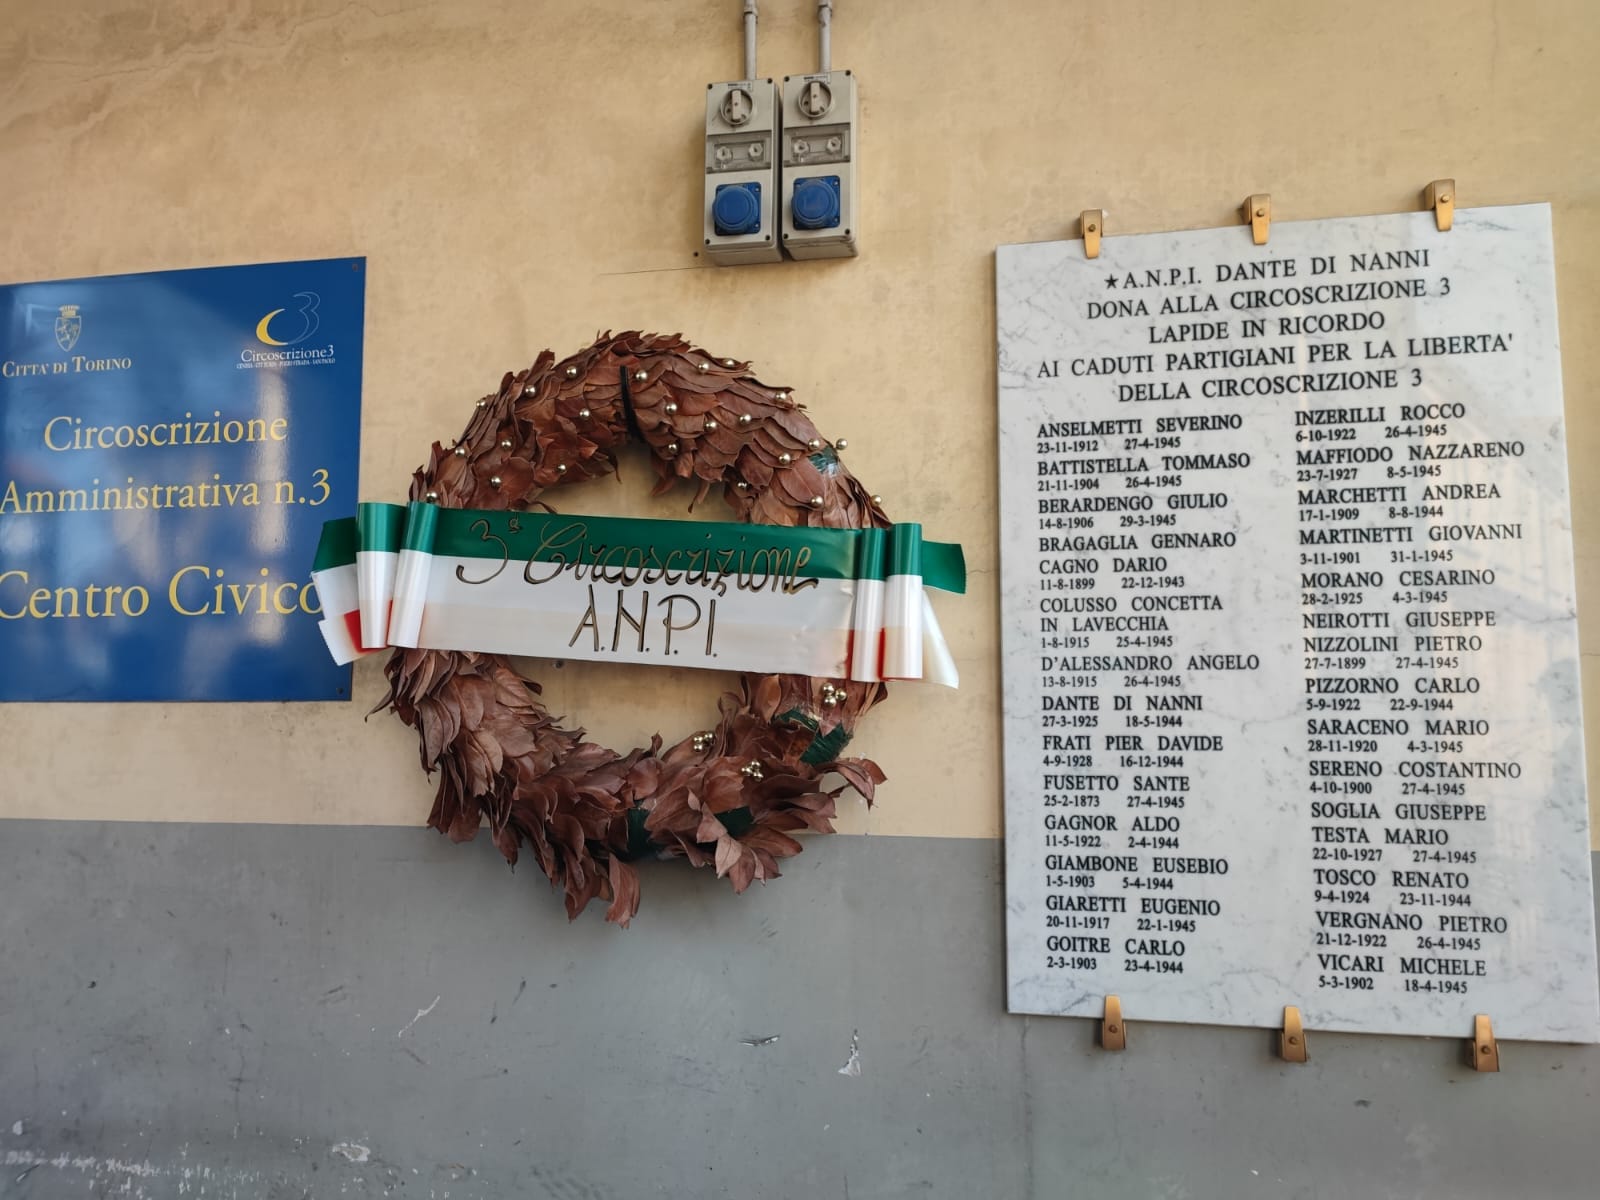 CITTA' DI TORINO
Circoscrizione3
Circoscrizione
Amministrativa n.3
Centro Civico
3ª Circoscrizione
A.N.P.I.
★A.N.P.I. DANTE DI NANNI
DONA ALLA CIRCOSCRIZIONE 3
LAPIDE IN RICORDO
AI CADUTI PARTIGIANI PER LA LIBERTA'
DELLA CIRCOSCRIZIONE 3
ANSELMETTI SEVERINO
23-11-1912 27-4-1945
BATTISTELLA TOMMASO
21-11-1904 26-4-1945
BERARDENGO GIULIO
14-8-1906 29-3-1945
BRAGAGLIA GENNARO
CAGNO DARIO
11-8-1899 22-12-1943
COLUSSO CONCETTA
IN LAVECCHIA
1-8-1915 25-4-1945
D'ALESSANDRO ANGELO
13-8-1915 26-4-1945
DANTE DI NANNI
27-3-1925 18-5-1944
FRATI PIER DAVIDE
4-9-1928 16-12-1944
FUSETTO SANTE
25-2-1873 27-4-1945
GAGNOR ALDO
11-5-1922 2-4-1944
GIAMBONE EUSEBIO
1-5-1903 5-4-1944
GIARETTI EUGENIO
20-11-1917 22-1-1945
GOITRE CARLO
2-3-1903 23-4-1944
INZERILLI ROCCO
6-10-1922 26-4-1945
MAFFIODO NAZZARENO
23-7-1927 8-5-1945
MARCHETTI ANDREA
17-1-1909 8-8-1944
MARTINETTI GIOVANNI
3-11-1901 31-1-1945
MORANO CESARINO
28-2-1925 4-3-1945
NEIROTTI GIUSEPPE
NIZZOLINI PIETRO
27-7-1899 27-4-1945
PIZZORNO CARLO
5-9-1922 22-9-1944
SARACENO MARIO
28-11-1920 4-3-1945
SERENO COSTANTINO
4-10-1900 27-4-1945
SOGLIA GIUSEPPE
TESTA MARIO
22-10-1927 27-4-1945
TOSCO RENATO
9-4-1924 23-11-1944
VERGNANO PIETRO
21-12-1922 26-4-1945
VICARI MICHELE
5-3-1902 18-4-1945